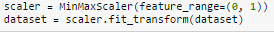 scaler = MinMaxScaler(feature_range=(0, 1))
dataset = scaler.fit_transform(dataset)